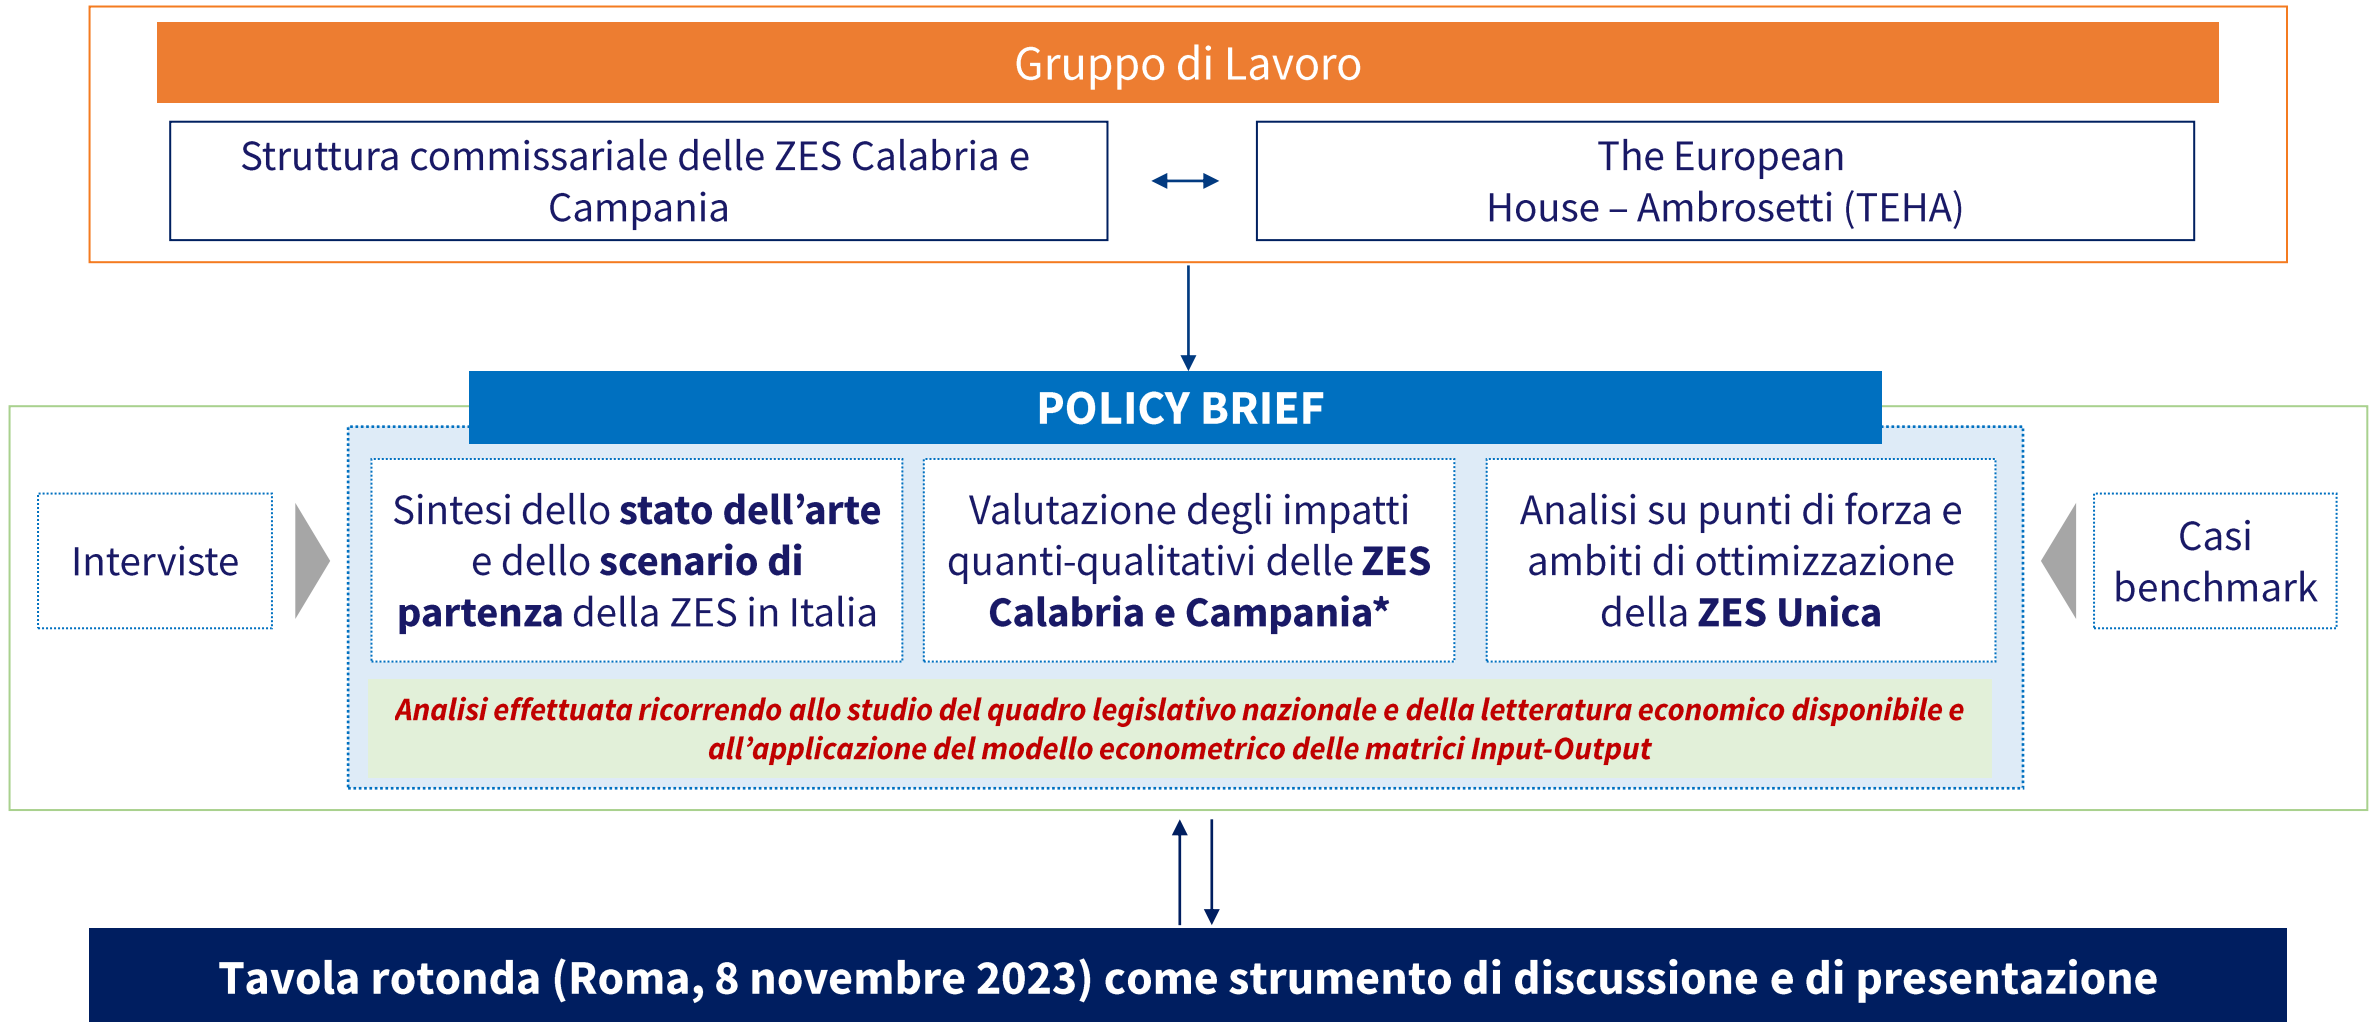 Gruppo di Lavoro
Struttura commissariale delle ZES Calabria e
Campania
The European
House – Ambrosetti (TEHA)
POLICY BRIEF
Interviste
Sintesi dello stato dell’arte
e dello scenario di
partenza della ZES in Italia
Valutazione degli impatti
quanti-qualitativi delle ZES
Calabria e Campania*
Analisi su punti di forza e
ambiti di ottimizzazione
della ZES Unica
Casi
benchmark
Analisi effettuata ricorrendo allo studio del quadro legislativo nazionale e della letteratura economico disponibile e
all’applicazione del modello econometrico delle matrici Input-Output
Tavola rotonda (Roma, 8 novembre 2023) come strumento di discussione e di presentazione